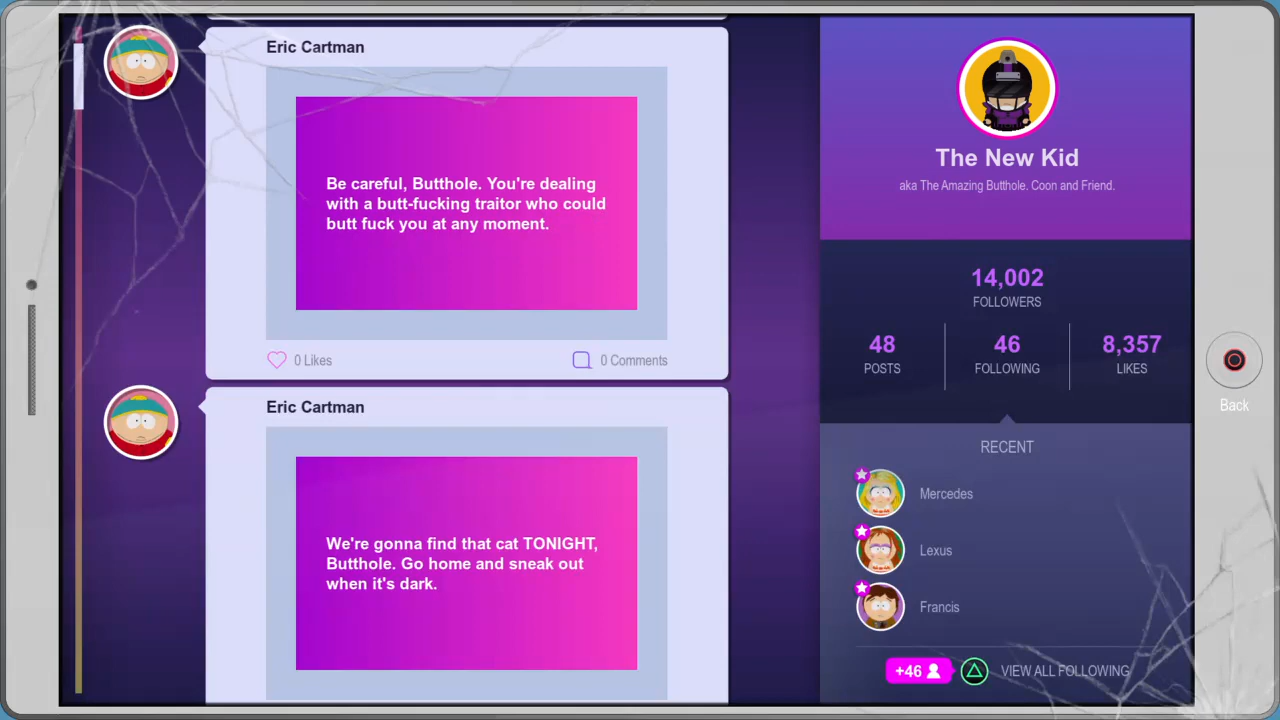 Eric Cartman
Be careful, Butthole. You're dealing
with a butt-fucking traitor who could
butt fuck you at any moment.
0 Likes
0 Comments
Eric Cartman
We're gonna find that cat TONIGHT,
Butthole. Go home and sneak out
when it's dark.
The New Kid
aka The Amazing Butthole. Coon and Friend.
14,002
FOLLOWERS
48
POSTS
46
FOLLOWING
8,357
LIKES
RECENT
Mercedes
Lexus
Francis
+46
VIEW ALL FOLLOWING
Back